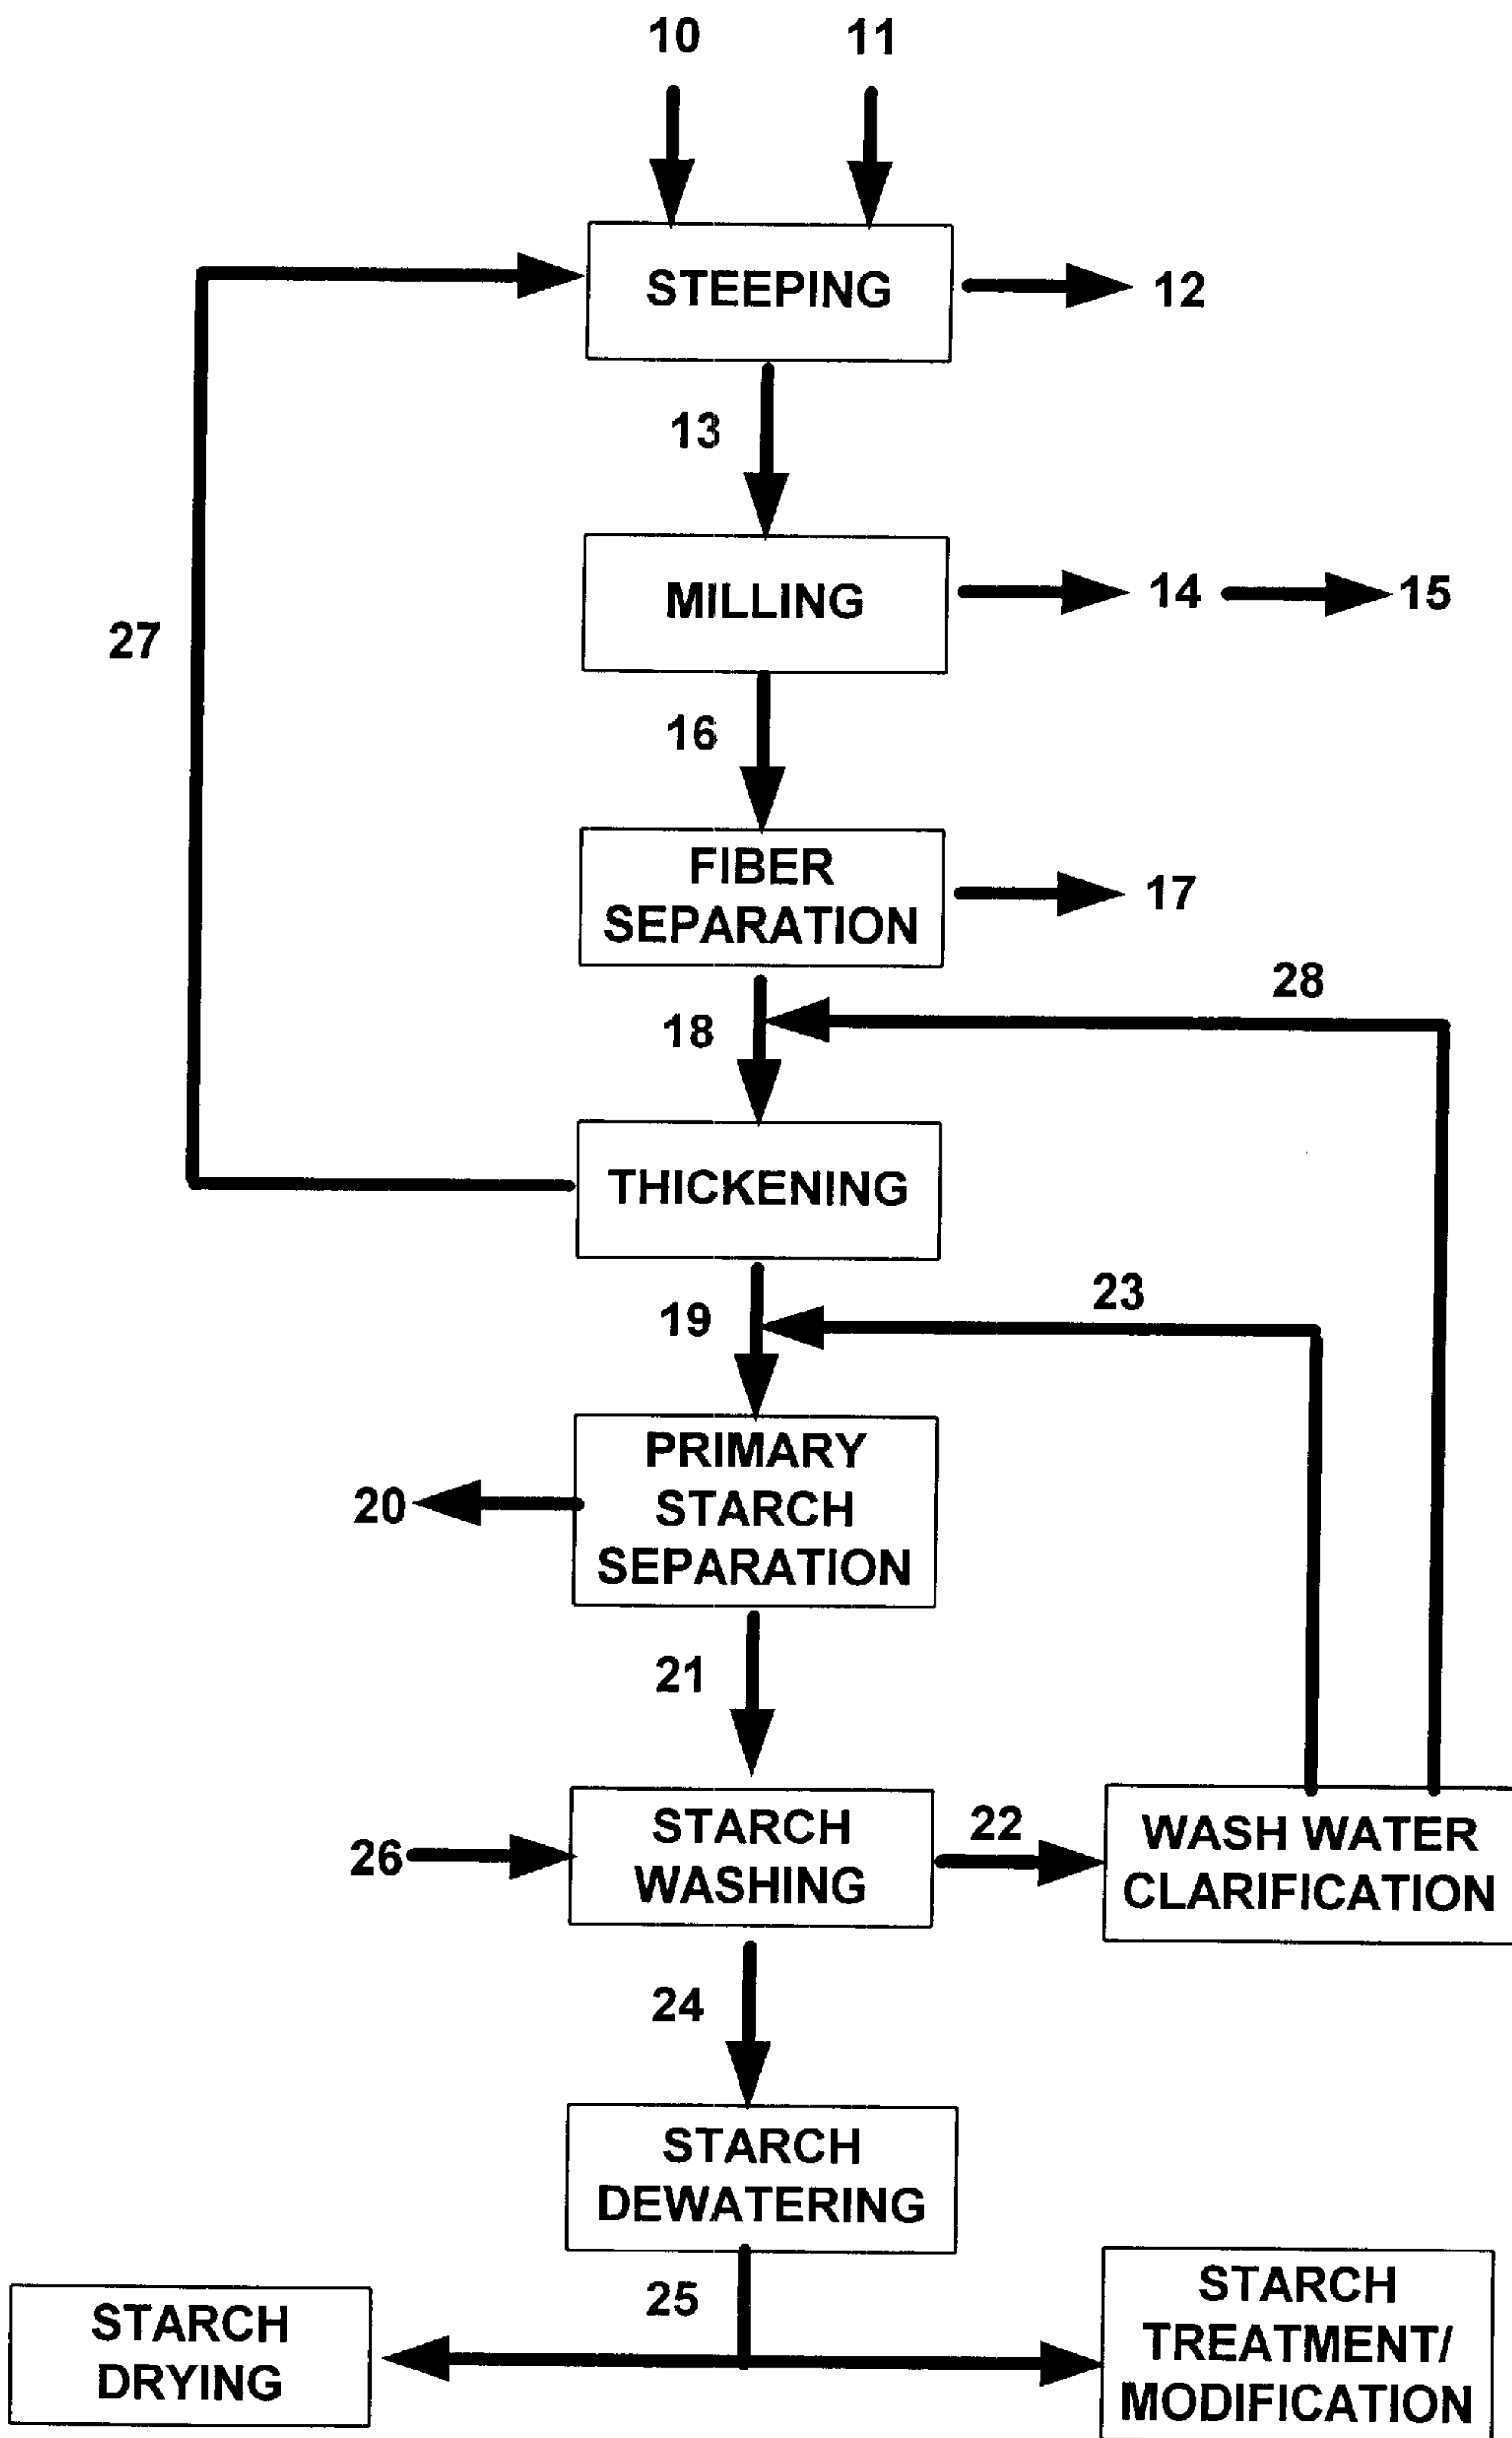 10
11
STEEPING
12
13
27
MILLING
14
15
16
FIBER
SEPARATION
17
28
18
THICKENING
23
19
PRIMARY
STARCH
SEPARATION
20
21
STARCH
WASHING
26
22
WASH WATER
CLARIFICATION
24
STARCH
DEWATERING
25
STARCH
DRYING
STARCH
TREATMENT/
MODIFICATION